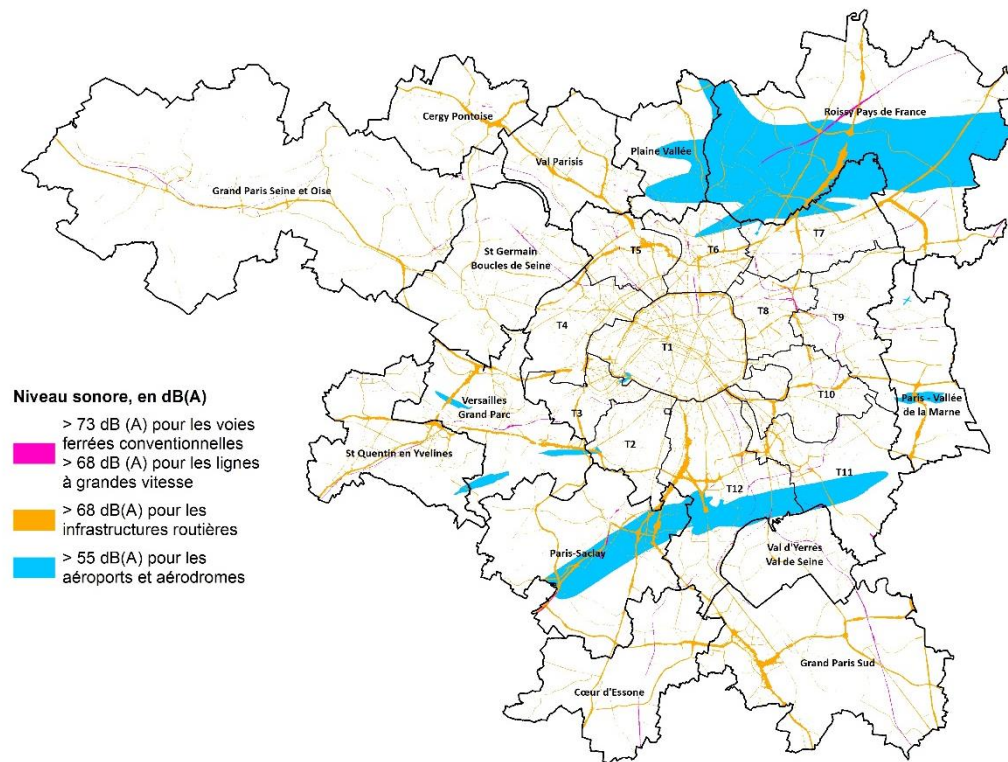 Cergy Pontoise
Roissy Pays de France
Plaine Vallée
Val Parisis
Grand Paris Seine et Oise
T7
T5
T6
St Germain
Boucles de Seine
T8
T9
T4
T1
Niveau sonore, en dB(A)
> 73 dB (A) pour les voies
ferrées conventionnelles
> 68 dB (A) pour les lignes
à grandes vitesse
> 68 dB(A) pour les
infrastructures routières
> 55 dB(A) pour les
aéroports et aérodromes
Versailles
Grand Parc
T10
Paris - Vallée
de la Marne
T3
T2
St Quentin en Yvelines
T11
T12
Paris-Saclay
Val d'Yerres
Val de Seine
Grand Paris Sud
Cœur d'Essone